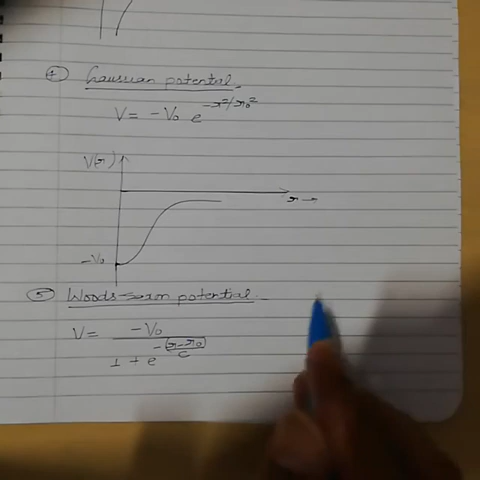 ④ Gaussian potential-
V = -V₀ e^{-r²/r₀²}
V(r)
r →
-V₀
⑤ Woods-saxon potential.-
V = -V₀ / (1 + e^{-(r-r₀)/c})